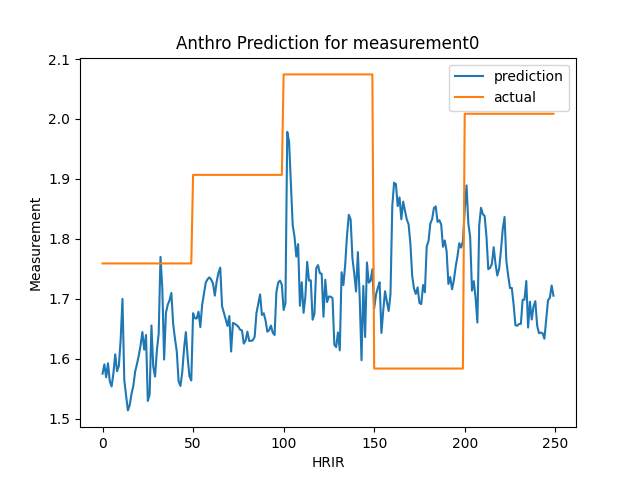 Anthro Prediction for measurement0
2.1
2.0
1.9
1.8
1.7
1.6
1.5
Measurement
prediction
actual
0
50
100
150
200
250
HRIR